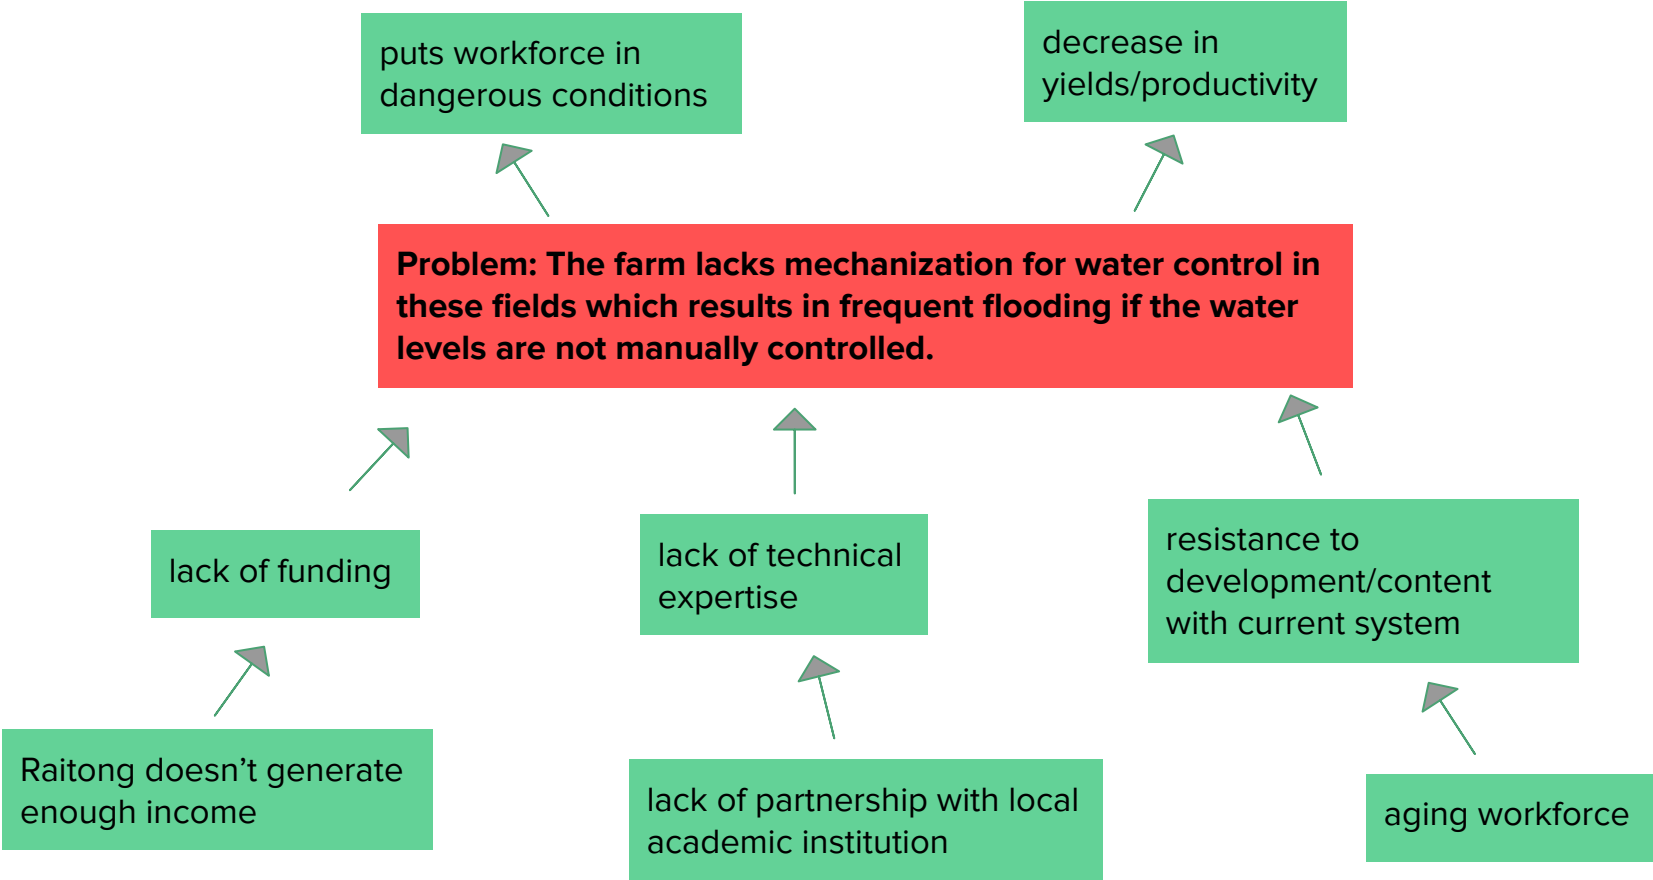 puts workforce in
dangerous conditions
decrease in
yields/productivity
Problem: The farm lacks mechanization for water control in
these fields which results in frequent flooding if the water
levels are not manually controlled.
lack of funding
lack of technical
expertise
resistance to
development/content
with current system
Raitong doesn’t generate
enough income
lack of partnership with local
academic institution
aging workforce